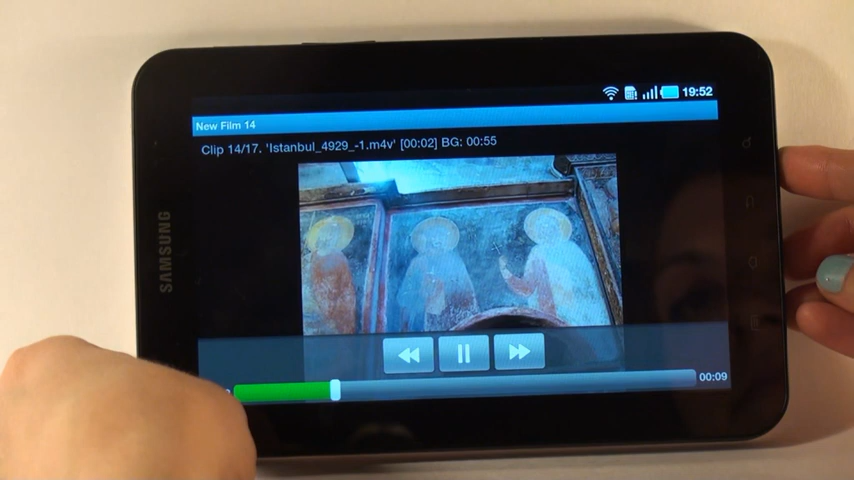 19:52
New Film 14
Clip 14/17. 'Istanbul_4929_-1.m4v' [00:02] BG: 00:55
SAMSUNG
00:09